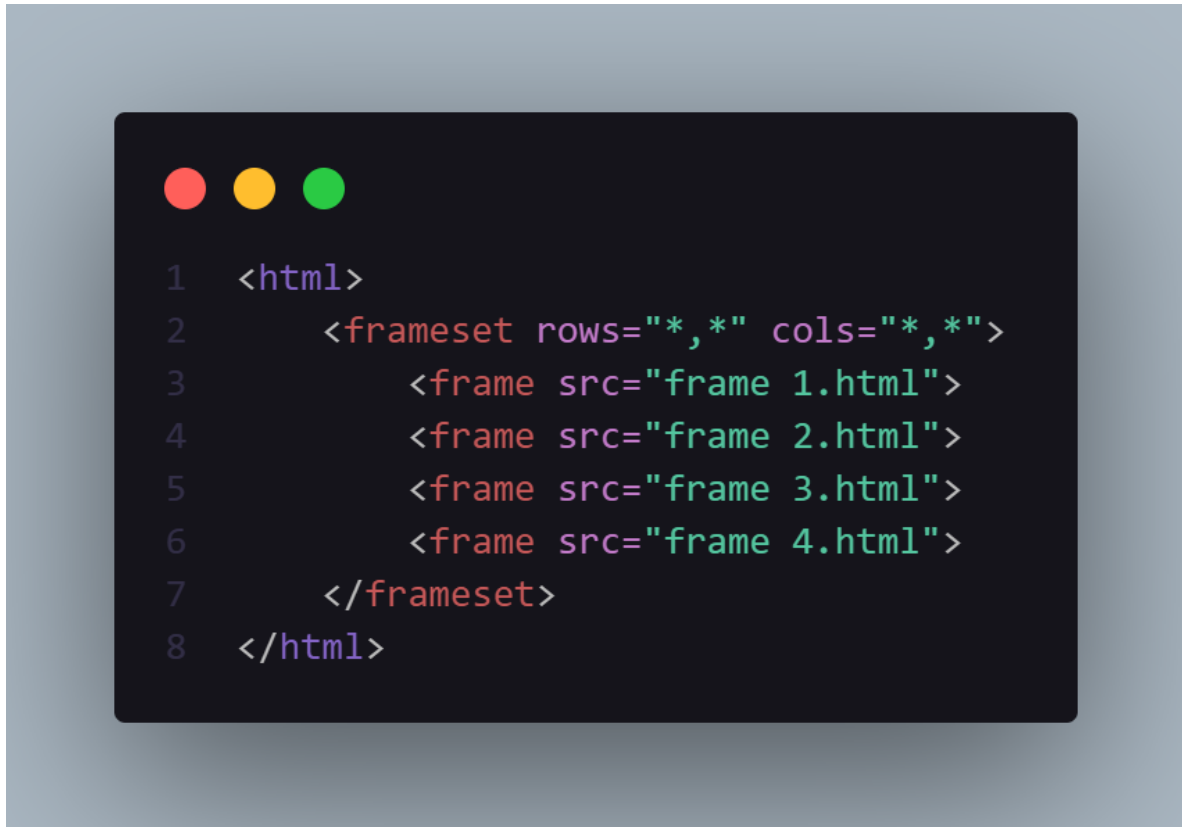 1 <html>
2 <frameset rows="*,*" cols="*,*">
3 <frame src="frame 1.html">
4 <frame src="frame 2.html">
5 <frame src="frame 3.html">
6 <frame src="frame 4.html">
7 </frameset>
8 </html>